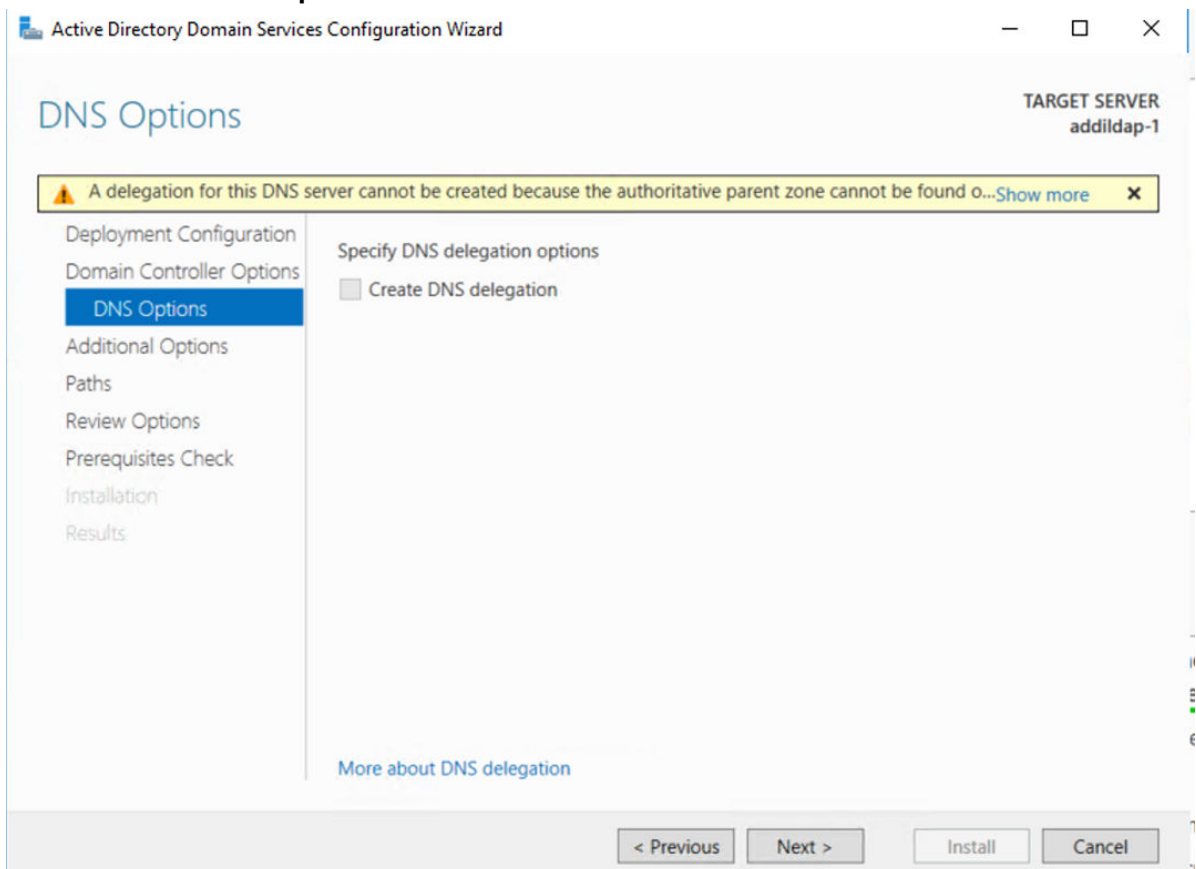 Active Directory Domain Services Configuration Wizard
DNS Options
TARGET SERVER
addildap-1
A delegation for this DNS server cannot be created because the authoritative parent zone cannot be found o...Show more
Deployment Configuration
Domain Controller Options
DNS Options
Additional Options
Paths
Review Options
Prerequisites Check
Installation
Results
Specify DNS delegation options
Create DNS delegation
More about DNS delegation
< Previous
Next >
Install
Cancel